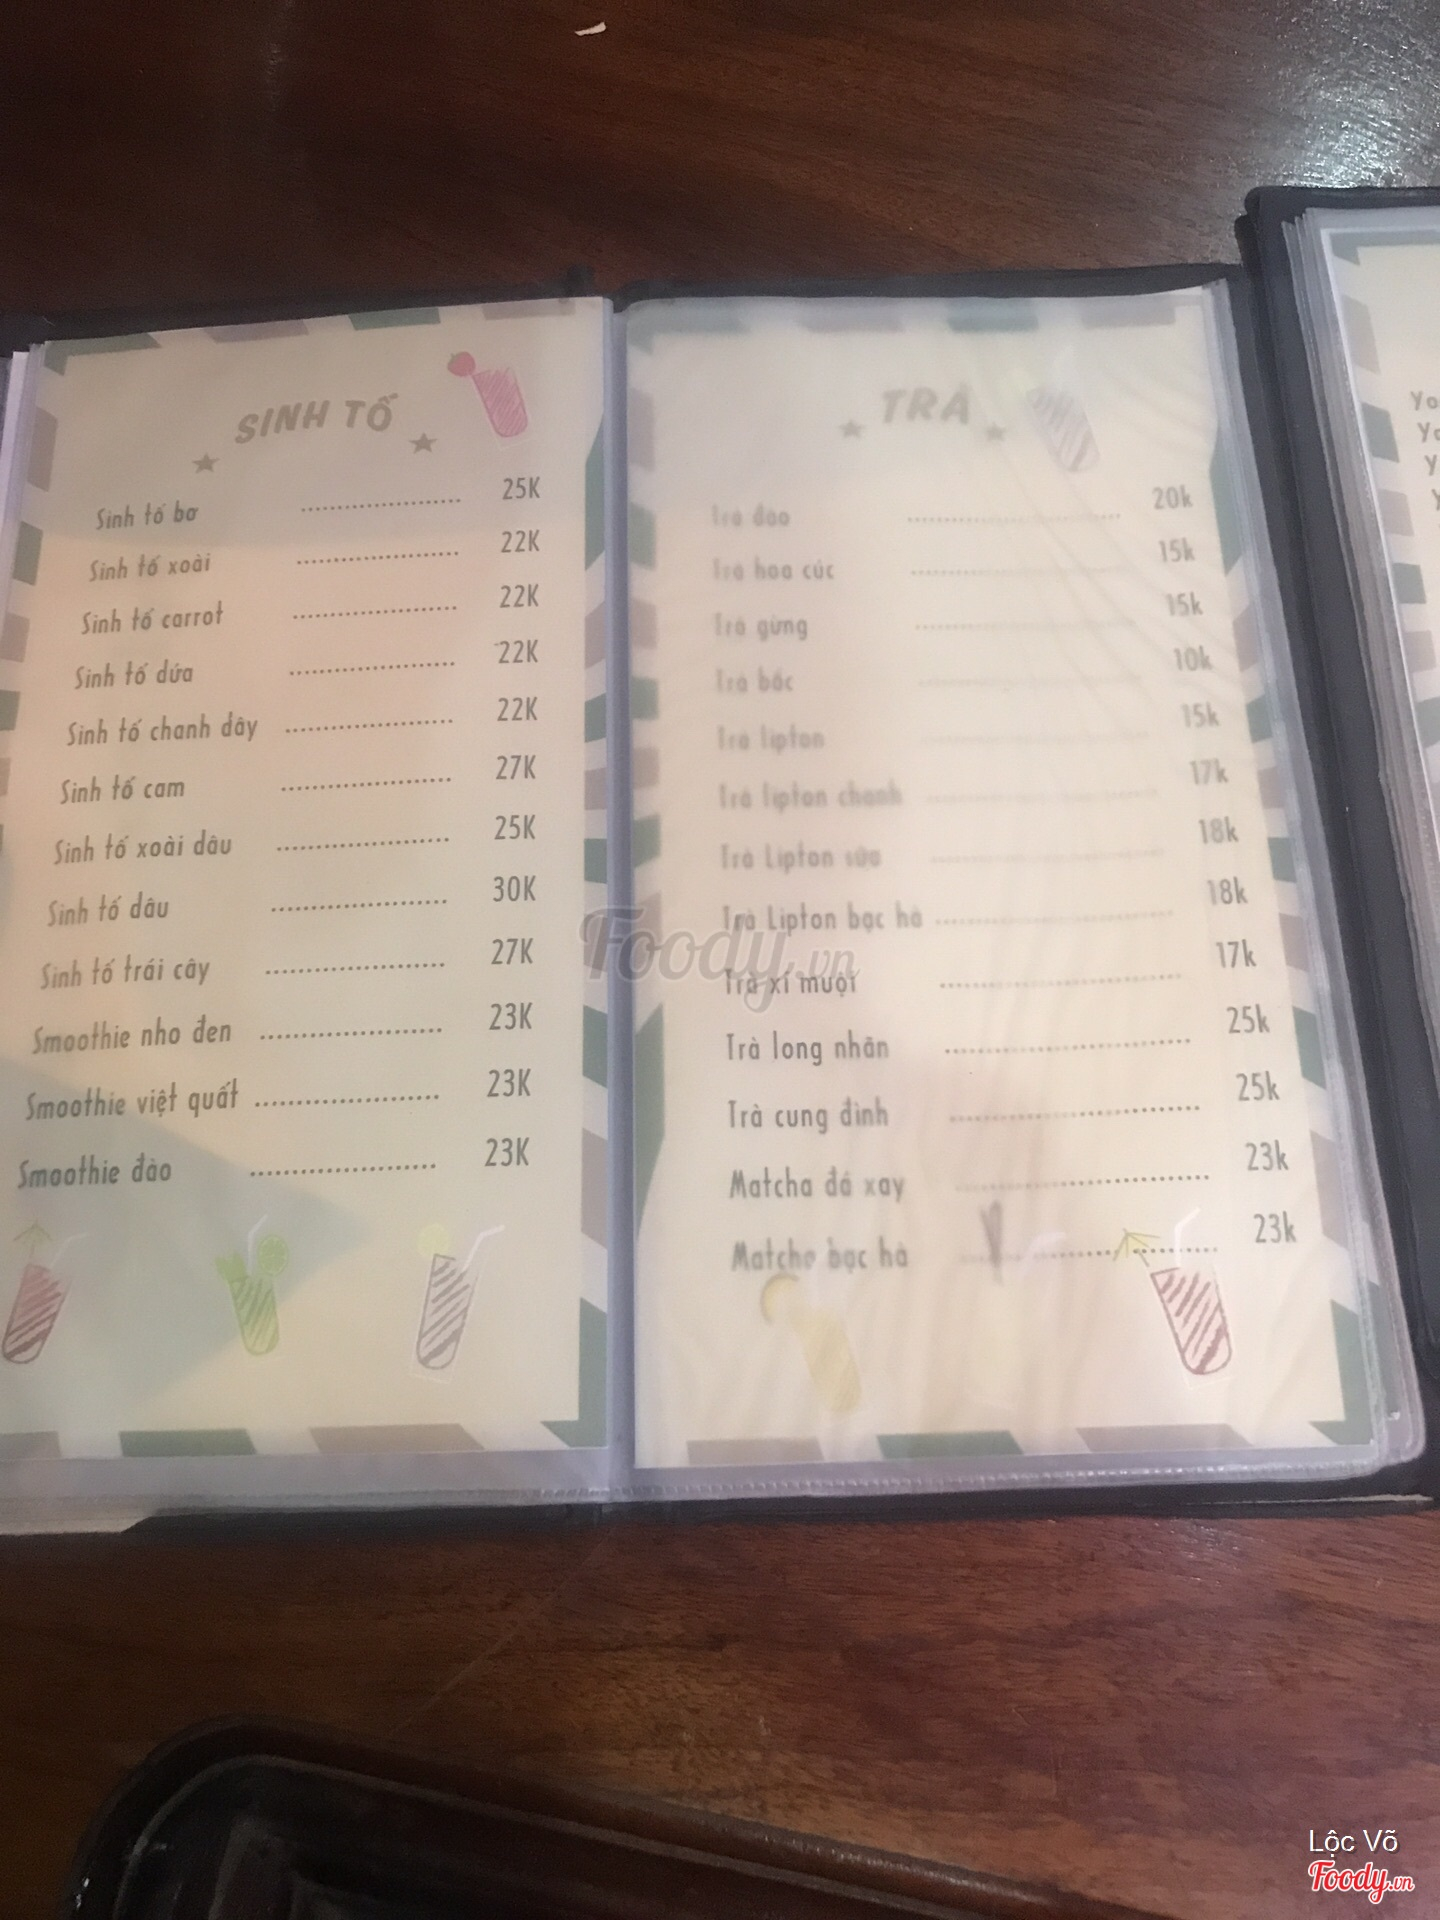 SINH TỐ
Sinh tố bơ ........................ 25K
Sinh tố xoài ........................ 22K
Sinh tố carrot ........................ 22K
Sinh tố dứa ........................ 22K
Sinh tố chanh dây ........................ 22K
Sinh tố cam ........................ 27K
Sinh tố xoài dâu ........................ 25K
Sinh tố dâu ........................ 30K
Sinh tố trái cây ........................ 27K
Smoothie nho đen ........................ 23K
Smoothie việt quất ........................ 23K
Smoothie đào ........................ 23K
TRÀ
Trà đào ........................ 20k
Trà hoa cúc ........................ 15k
Trà gừng ........................ 15k
Trà bắc ........................ 10k
Trà lipton ........................ 15k
Trà lipton chanh ........................ 17k
Trà Lipton sữa ........................ 18k
Trà Lipton bạc hà ........................ 18k
Trà xí muội ........................ 17k
Trà long nhãn ........................ 25k
Trà cung đình ........................ 25k
Matcha đá xay ........................ 23k
Matcha bạc hà ........................ 23k
Yo
Yo
Y
Y
Foody.vn
Lộc Võ
Foody.vn